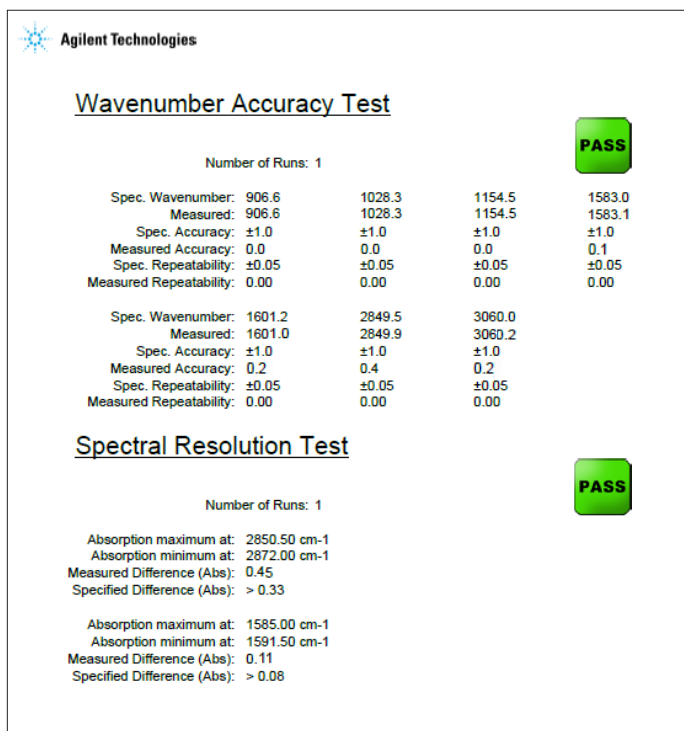 Agilent Technologies
Wavenumber Accuracy Test
PASS
Number of Runs: 1
Spec. Wavenumber: 906.6 1028.3 1154.5 1583.0
Measured: 906.6 1028.3 1154.5 1583.1
Spec. Accuracy: ±1.0 ±1.0 ±1.0 ±1.0
Measured Accuracy: 0.0 0.0 0.0 0.1
Spec. Repeatability: ±0.05 ±0.05 ±0.05 ±0.05
Measured Repeatability: 0.00 0.00 0.00 0.00
Spec. Wavenumber: 1601.2 2849.5 3060.0
Measured: 1601.0 2849.9 3060.2
Spec. Accuracy: ±1.0 ±1.0 ±1.0
Measured Accuracy: 0.2 0.4 0.2
Spec. Repeatability: ±0.05 ±0.05 ±0.05
Measured Repeatability: 0.00 0.00 0.00
Spectral Resolution Test
PASS
Number of Runs: 1
Absorption maximum at: 2850.50 cm-1
Absorption minimum at: 2872.00 cm-1
Measured Difference (Abs): 0.45
Specified Difference (Abs): > 0.33
Absorption maximum at: 1585.00 cm-1
Absorption minimum at: 1591.50 cm-1
Measured Difference (Abs): 0.11
Specified Difference (Abs): > 0.08